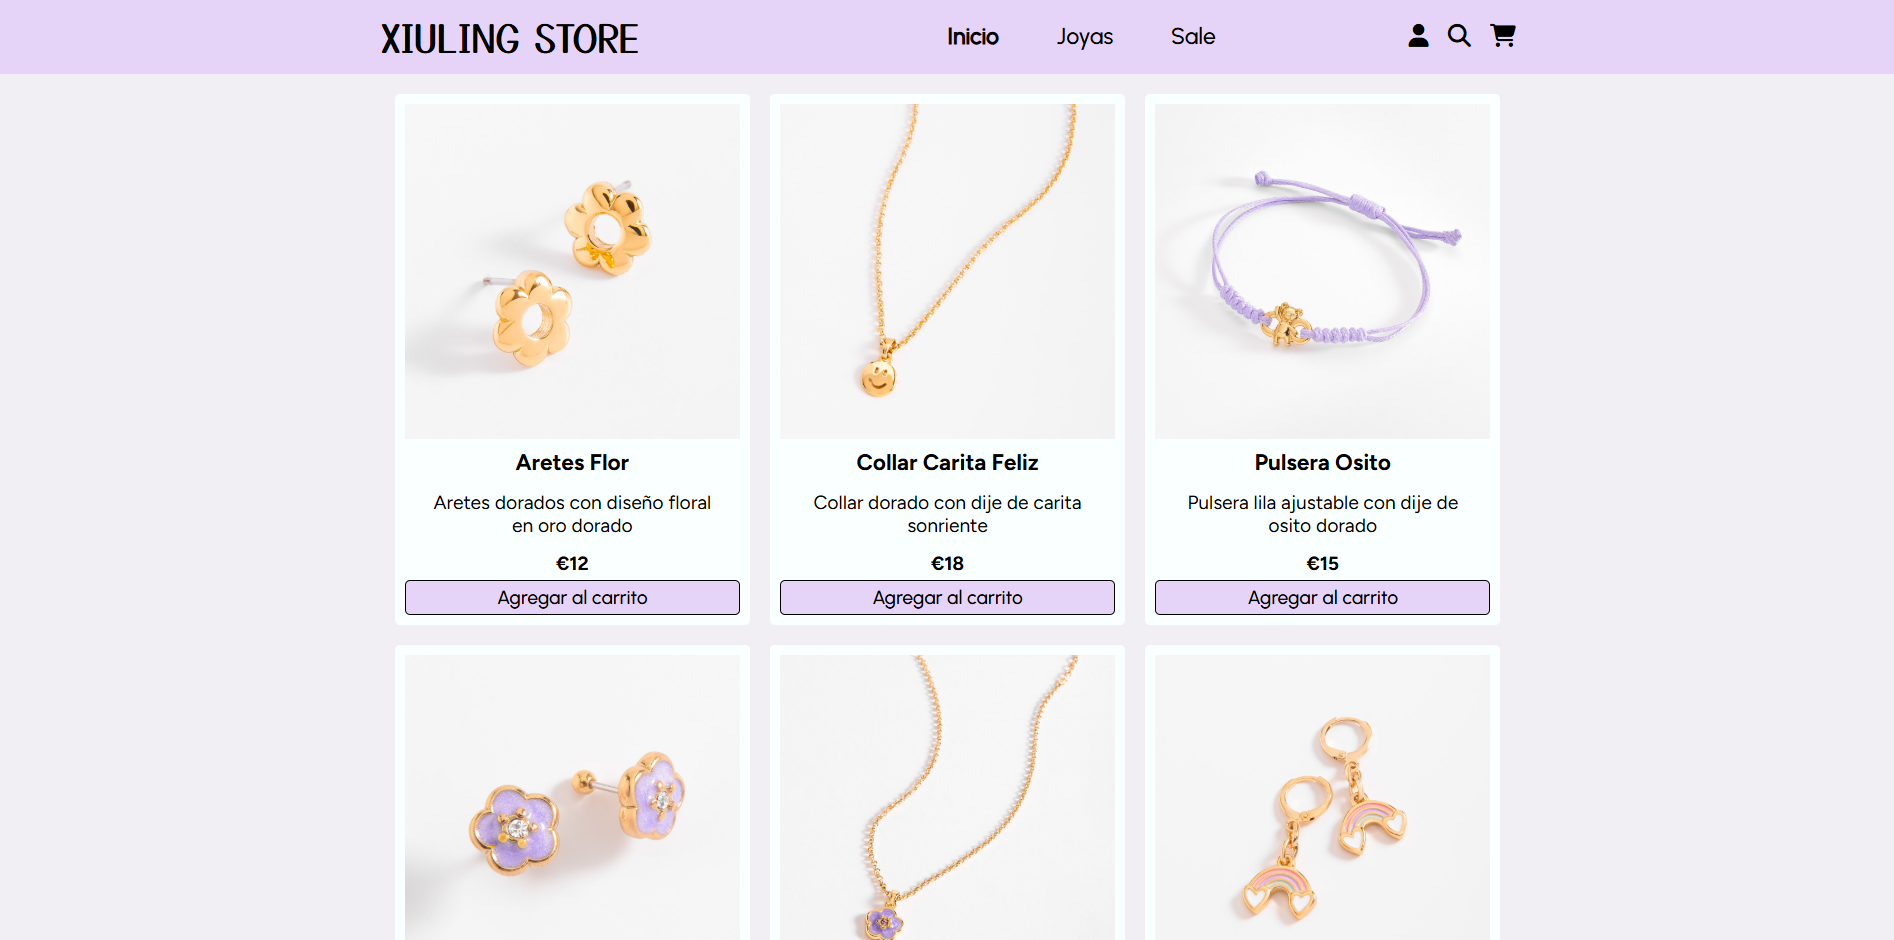 XIULING STORE
Inicio
Joyas
Sale
Aretes Flor
Aretes dorados con diseño floral
en oro dorado
€12
Agregar al carrito
Collar Carita Feliz
Collar dorado con dije de carita
sonriente
€18
Agregar al carrito
Pulsera Osito
Pulsera lila ajustable con dije de
osito dorado
€15
Agregar al carrito